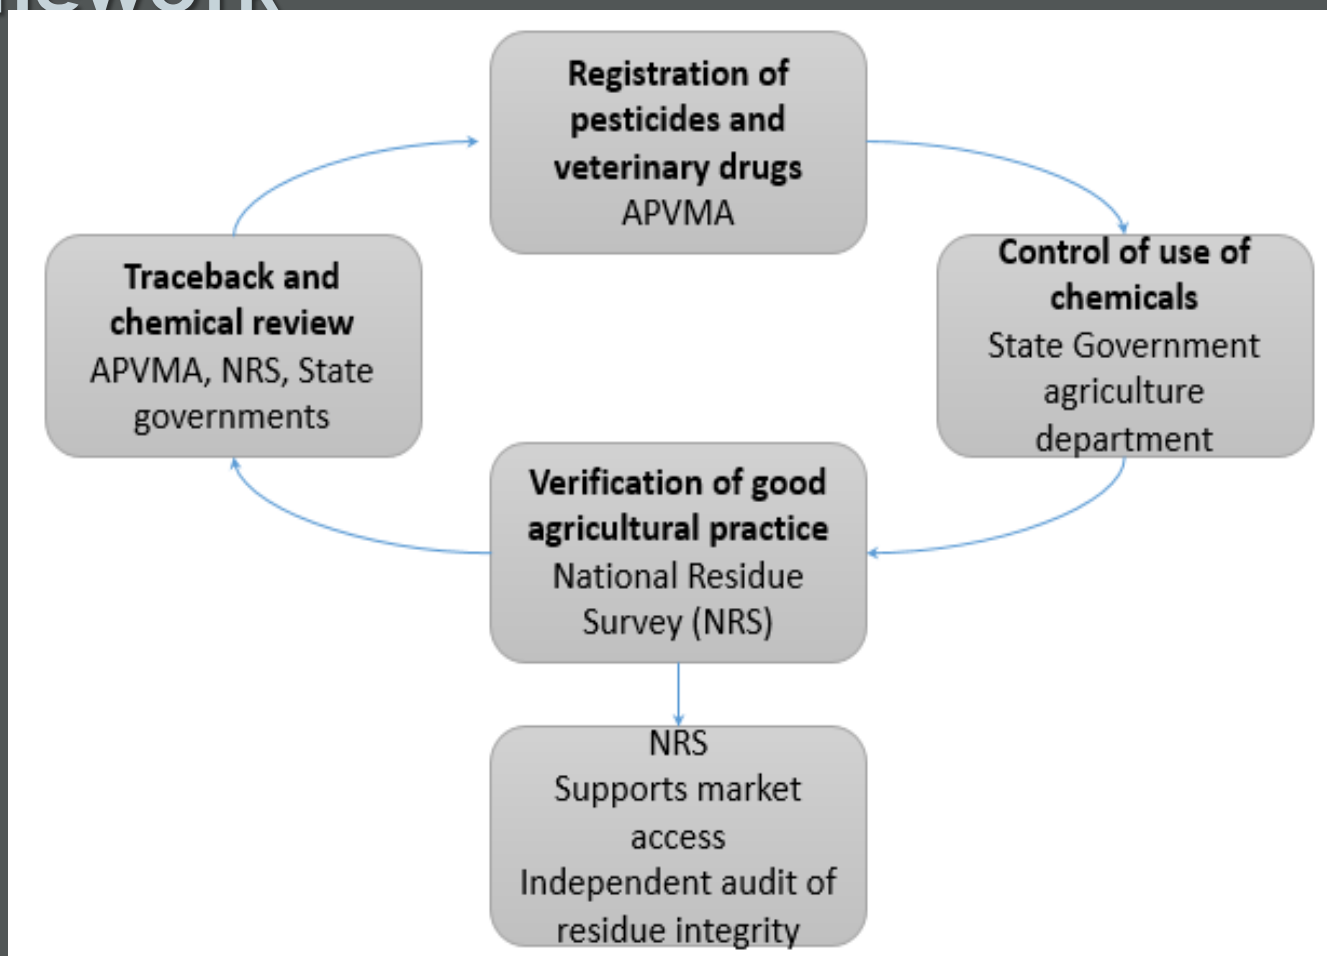 Registration of
pesticides and
veterinary drugs
APVMA
Traceback and
chemical review
APVMA, NRS, State
governments
Control of use of
chemicals
State Government
agriculture
department
Verification of good
agricultural practice
National Residue
Survey (NRS)
NRS
Supports market
access
Independent audit of
residue integrity